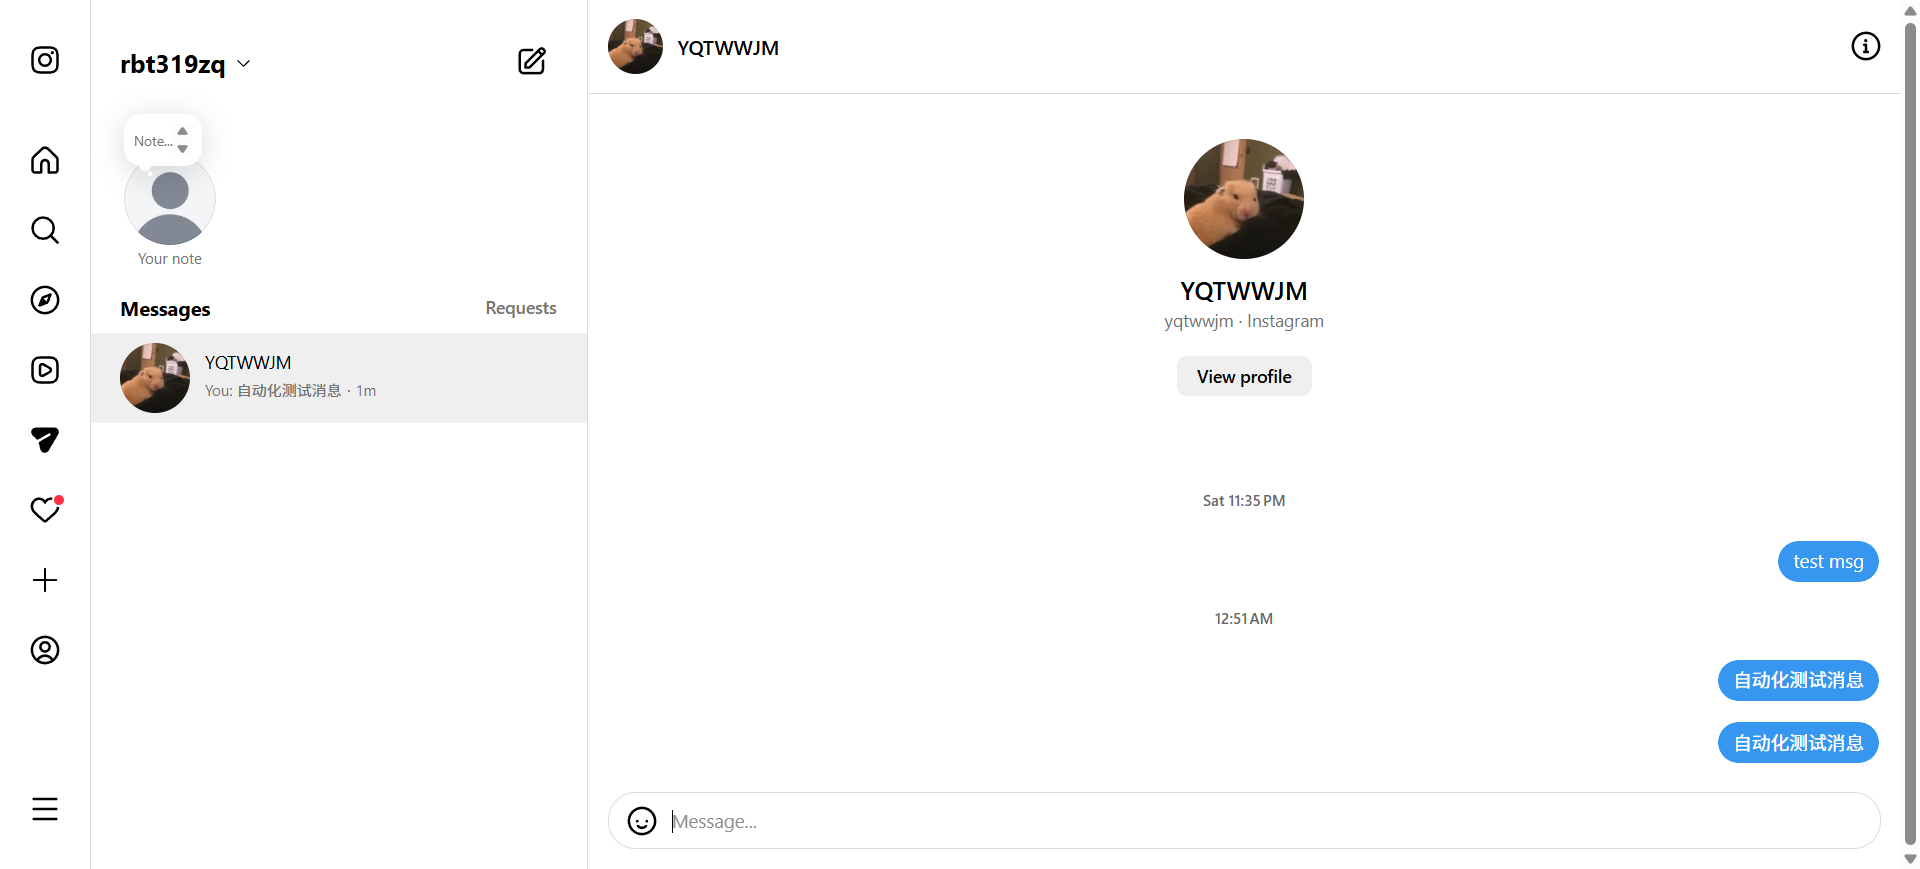 rbt319zq
Note...
Your note
Messages
Requests
YQTWWJM
You: 自动化测试消息 · 1m
YQTWWJM
YQTWWJM
yqtwwjm · Instagram
View profile
Sat 11:35 PM
test msg
12:51 AM
自动化测试消息
自动化测试消息
Message...